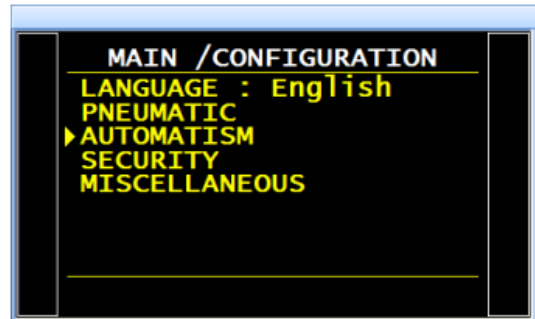 MAIN /CONFIGURATION
LANGUAGE : English
PNEUMATIC
AUTOMATISM
SECURITY
MISCELLANEOUS